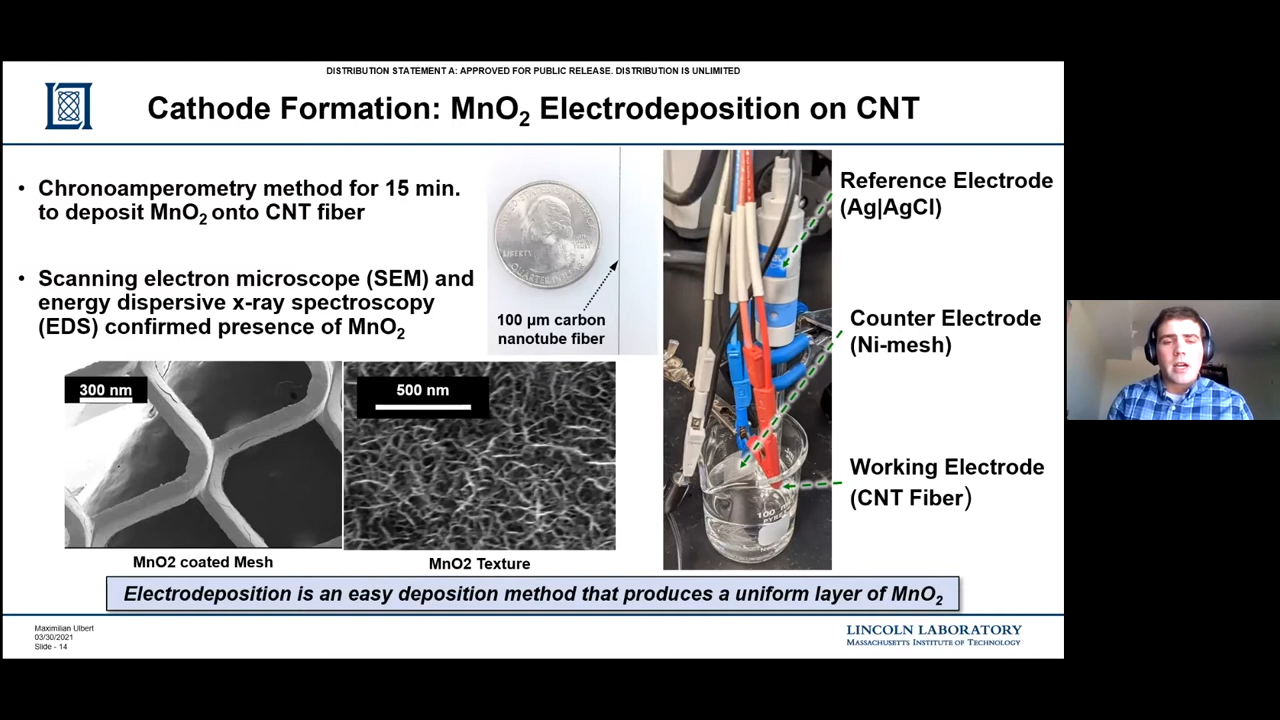 DISTRIBUTION STATEMENT A: APPROVED FOR PUBLIC RELEASE. DISTRIBUTION IS UNLIMITED
Cathode Formation: MnO2 Electrodeposition on CNT
• Chronoamperometry method for 15 min.
to deposit MnO2 onto CNT fiber
• Scanning electron microscope (SEM) and
energy dispersive x-ray spectroscopy
(EDS) confirmed presence of MnO2
LIBERTY
QUARTER
100 µm carbon
nanotube fiber
Reference Electrode
(Ag|AgCl)
Counter Electrode
(Ni-mesh)
Working Electrode
(CNT Fiber)
100
300 nm
500 nm
MnO2 coated Mesh
MnO2 Texture
Electrodeposition is an easy deposition method that produces a uniform layer of MnO2
Maximilian Ulbert
03/30/2021
Slide - 14
LINCOLN LABORATORY
MASSACHUSETTS INSTITUTE OF TECHNOLOGY